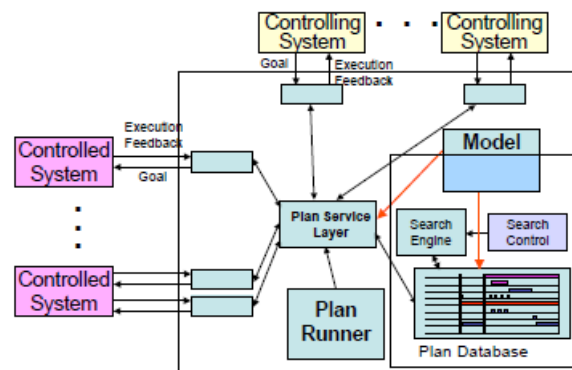 Controlling
System
Controlling
System
Goal
Execution
Feedback
Execution
Feedback
Goal
Controlled
System
Model
Plan Service
Layer
Search
Engine
Search
Control
Controlled
System
Plan
Runner
Plan Database